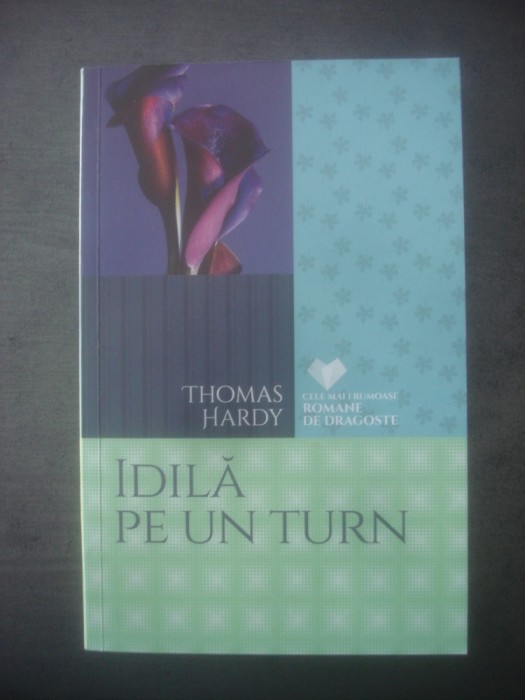 THOMAS
HARDY
CELE MAI FRUMOASE
ROMANE
DE DRAGOSTE
IDILĂ
PE UN TURN